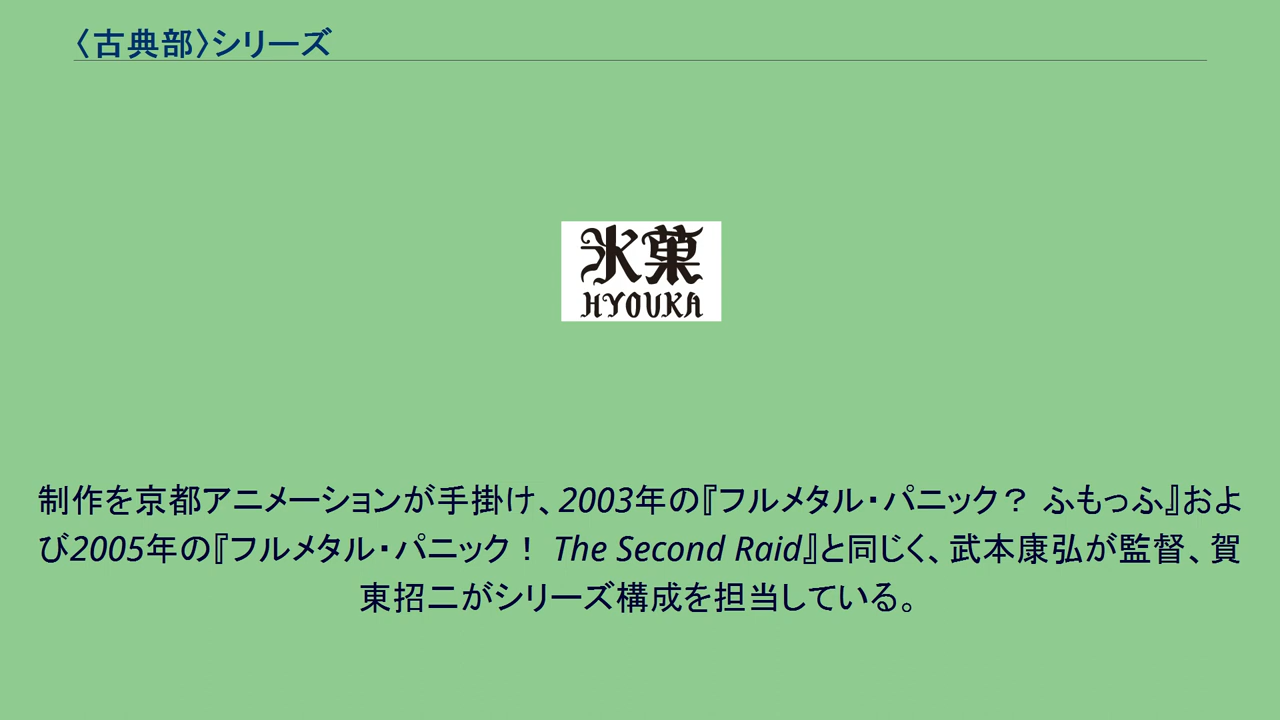 〈古典部〉シリーズ
氷菓
HYOUKA
制作を京都アニメーションが手掛け、2003年の『フルメタル・パニック？ ふもっふ』およ
び2005年の『フルメタル・パニック！ The Second Raid』と同じく、武本康弘が監督、賀
東招二がシリーズ構成を担当している。